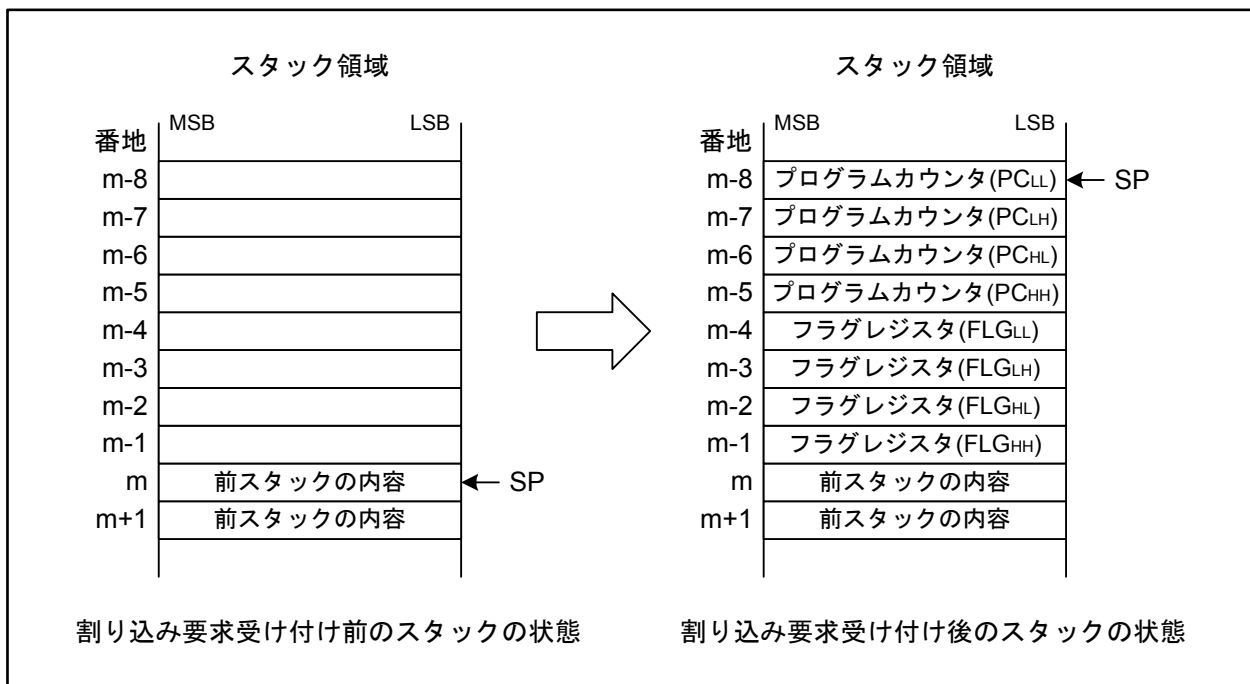 スタック領域
MSB LSB
番地
m-8
m-7
m-6
m-5
m-4
m-3
m-2
m-1
m 前スタックの内容 SP
m+1 前スタックの内容
割り込み要求受け付け前のスタックの状態
スタック領域
MSB LSB
番地
m-8 プログラムカウンタ(PCLL) SP
m-7 プログラムカウンタ(PCLH)
m-6 プログラムカウンタ(PCHL)
m-5 プログラムカウンタ(PCHH)
m-4 フラグレジスタ(FLGLL)
m-3 フラグレジスタ(FLGLH)
m-2 フラグレジスタ(FLGHL)
m-1 フラグレジスタ(FLGHH)
m 前スタックの内容
m+1 前スタックの内容
割り込み要求受け付け後のスタックの状態